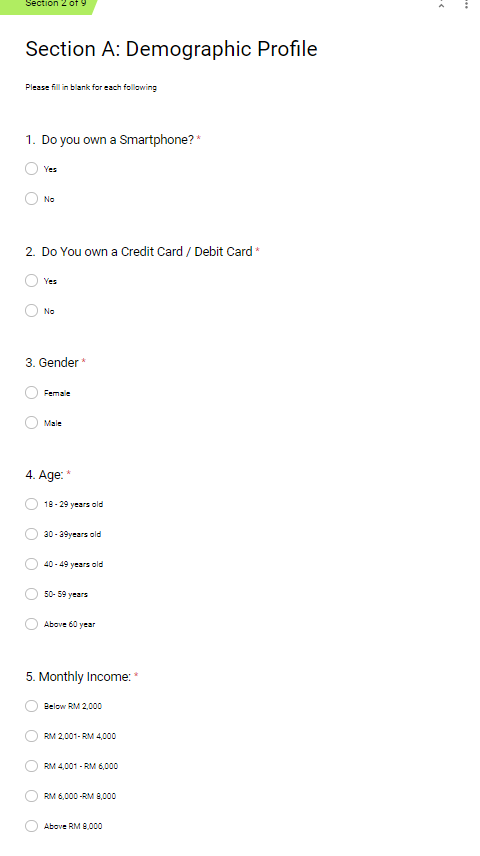 Section 2 of 9
Section A: Demographic Profile
Please fill in blank for each following
1. Do you own a Smartphone? *
Yes
No
2. Do You own a Credit Card / Debit Card *
Yes
No
3. Gender *
Female
Male
4. Age: *
18 - 29 years old
30 - 39years old
40 - 49 years old
50- 59 years
Above 60 year
5. Monthly Income: *
Below RM 2,000
RM 2,001- RM 4,000
RM 4,001 - RM 6,000
RM 6,000 -RM 8,000
Above RM 8,000